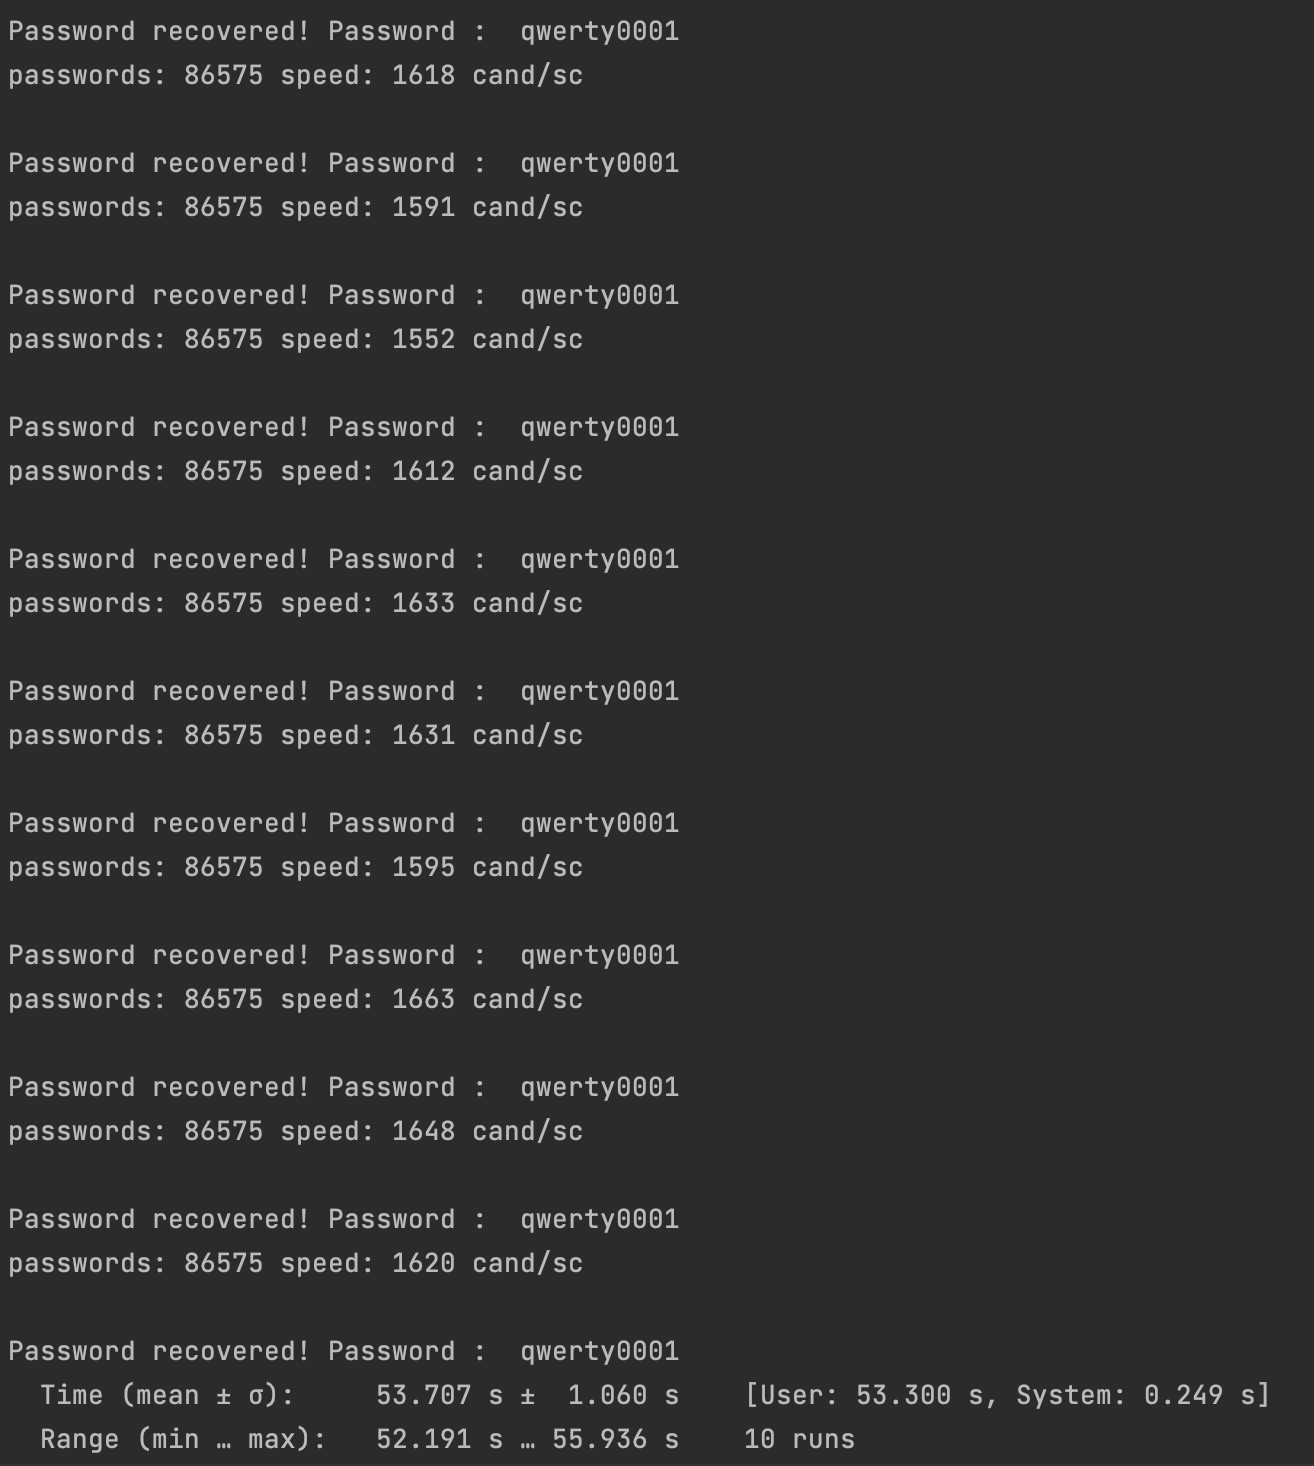 Password recovered! Password :  qwerty0001
passwords: 86575 speed: 1618 cand/sc
Password recovered! Password :  qwerty0001
passwords: 86575 speed: 1591 cand/sc
Password recovered! Password :  qwerty0001
passwords: 86575 speed: 1552 cand/sc
Password recovered! Password :  qwerty0001
passwords: 86575 speed: 1612 cand/sc
Password recovered! Password :  qwerty0001
passwords: 86575 speed: 1633 cand/sc
Password recovered! Password :  qwerty0001
passwords: 86575 speed: 1631 cand/sc
Password recovered! Password :  qwerty0001
passwords: 86575 speed: 1595 cand/sc
Password recovered! Password :  qwerty0001
passwords: 86575 speed: 1663 cand/sc
Password recovered! Password :  qwerty0001
passwords: 86575 speed: 1648 cand/sc
Password recovered! Password :  qwerty0001
passwords: 86575 speed: 1620 cand/sc
Password recovered! Password :  qwerty0001
  Time (mean ± σ):     53.707 s ±  1.060 s    [User: 53.300 s, System: 0.249 s]
  Range (min … max):   52.191 s … 55.936 s    10 runs